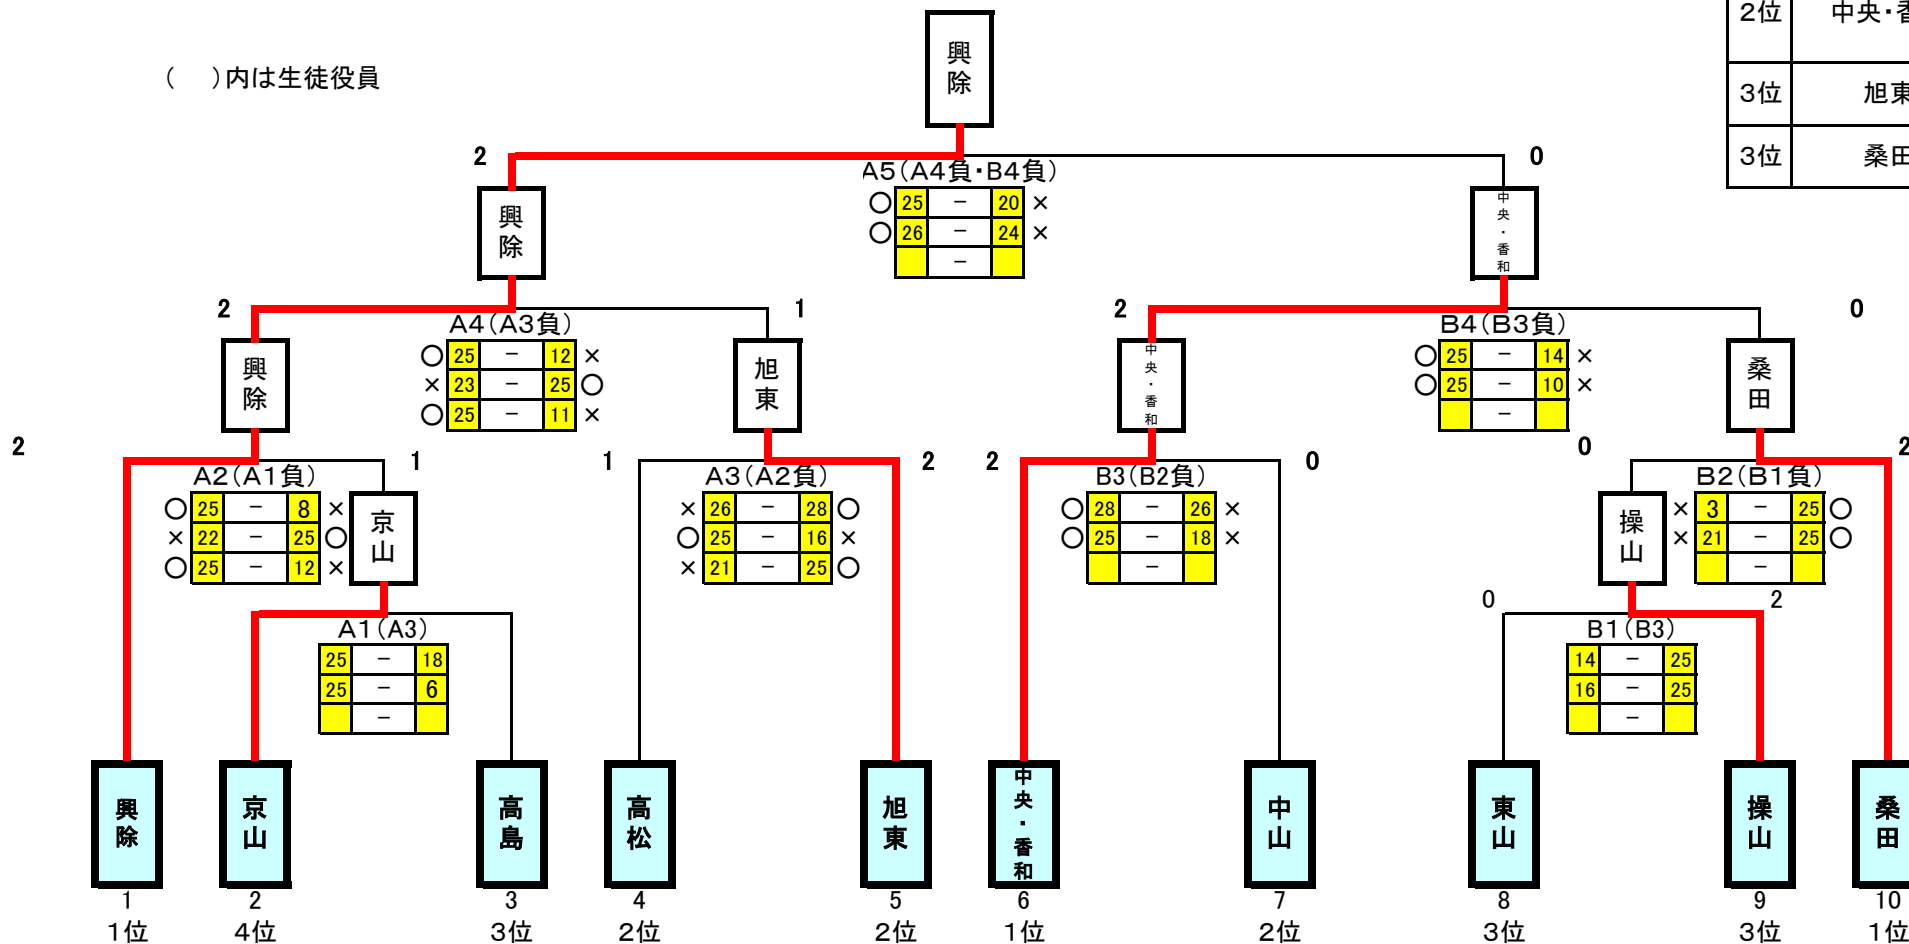 2位 中央・香
( )内は生徒役員
3位 旭東
3位 桑田
興除
2 0
A5(A4負・B4負)
○ 25 － 20 ×
○ 26 － 24 ×
－
興除 中央・香和
2 1 2 0
A4(A3負) B4(B3負)
○ 25 － 12 × ○ 25 － 14 ×
× 23 － 25 ○ ○ 25 － 10 ×
○ 25 － 11 × －
興除 旭東 中央・香和 桑田
2 1 1 2 2 0 0 2
A2(A1負) A3(A2負) B3(B2負) B2(B1負)
○ 25 － 8 × × 26 － 28 ○ ○ 28 － 26 × × 3 － 25 ○
× 22 － 25 ○ ○ 25 － 16 × ○ 25 － 18 × × 21 － 25 ○
○ 25 － 12 × × 21 － 25 ○ － －
京山 操山
0 2
A1(A3) B1(B3)
25 － 18 14 － 25
25 － 6 16 － 25
－ －
興除 京山 高島 高松 旭東 中央・香和 中山 東山 操山 桑田
1 2 3 4 5 6 7 8 9 10
1位 4位 3位 2位 2位 1位 2位 3位 3位 1位